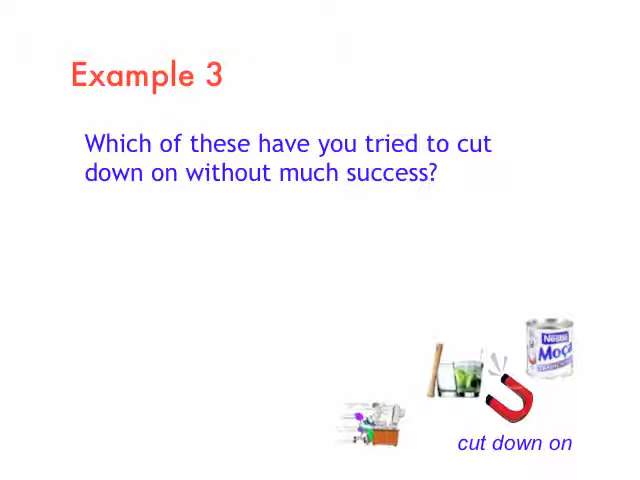 Example 3
Which of these have you tried to cut
down on without much success?
Nestlé
Moça
cut down on